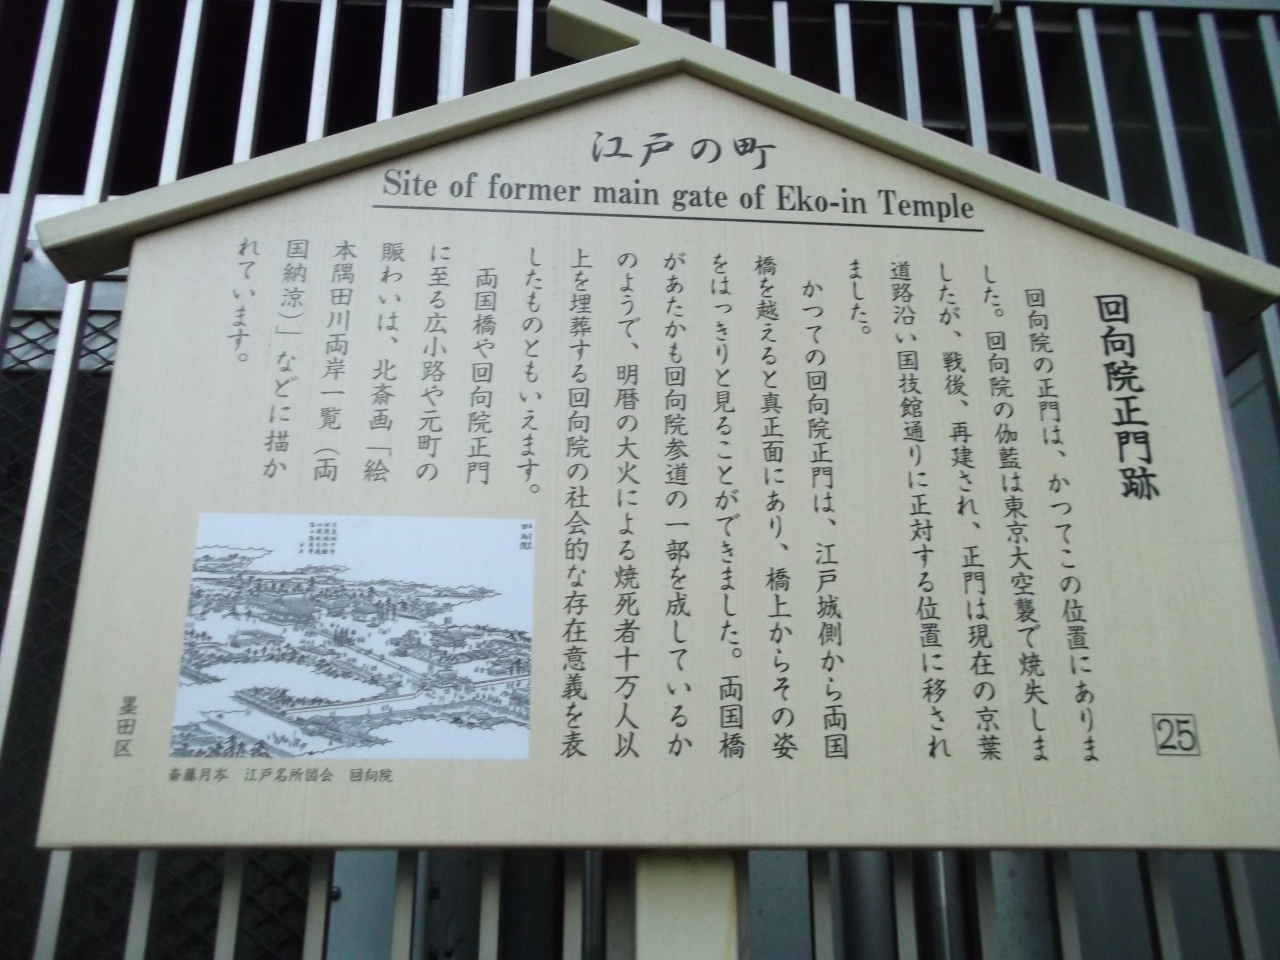 江戸の町
Site of former main gate of Eko-in Temple
回向院正門跡
25
回向院の正門は、かつてこの位置にありま
した。回向院の伽藍は東京大空襲で焼失しま
したが、戦後、再建され、正門は現在の京葉
道路沿い国技館通りに正対する位置に移され
ました。
かつての回向院正門は、江戸城側から両国
橋を越えると真正面にあり、橋上からその姿
をはっきりと見ることができました。両国橋
があたかも回向院参道の一部を成しているか
のようで、明暦の大火による焼死者十万人以
上を埋葬する回向院の社会的な存在意義を表
したものともいえます。
両国橋や回向院正門
に至る広小路や元町の
賑わいは、北斎画「絵
本隅田川両岸一覧（両
国納涼）」などに描か
れています。
回向院
斎藤月岑 江戸名所図会 回向院
墨田区